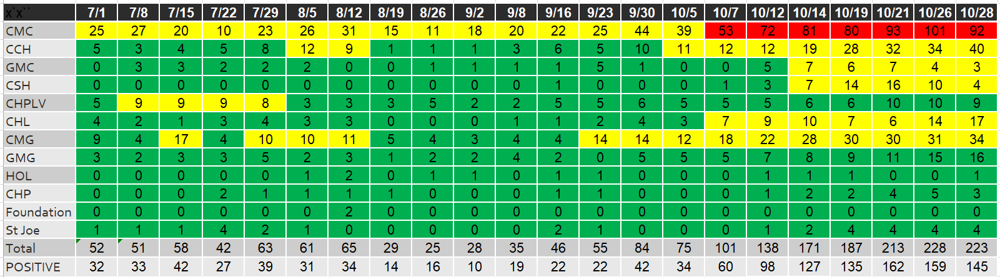 x`x`` 7/1 7/8 7/15 7/22 7/29 8/5 8/12 8/19 8/26 9/2 9/8 9/16 9/23 9/30 10/5 10/7 10/12 10/14 10/19 10/21 10/26 10/28
CMC 25 27 20 10 23 26 31 15 11 18 20 22 25 44 39 53 72 81 80 93 101 92
CCH 5 3 4 5 8 12 9 1 1 1 3 6 5 10 11 12 12 19 28 32 34 40
GMC 0 3 3 2 2 2 0 0 1 1 1 1 5 1 0 0 5 7 6 7 4 3
CSH 0 0 0 0 0 0 0 0 0 0 0 1 0 0 0 1 3 7 14 16 10 4
CHPLV 5 9 9 9 8 3 3 3 5 2 2 5 5 6 5 5 5 6 6 10 10 9
CHL 4 2 1 3 4 3 3 0 0 0 1 1 2 4 3 7 9 10 7 6 14 17
CMG 9 4 17 4 10 10 11 5 4 3 4 4 14 14 12 18 22 28 30 30 31 34
GMG 3 2 3 3 5 2 3 1 2 2 4 2 0 5 5 5 7 8 9 11 15 16
HOL 0 0 0 0 0 1 2 0 1 1 0 1 1 0 0 0 1 1 1 0 0 1
CHP 0 0 0 2 1 1 1 1 0 0 0 1 1 0 0 0 1 2 2 4 5 3
Foundation 0 0 0 0 0 0 2 0 0 0 0 0 0 0 0 0 0 0 0 0 0 0
St Joe 1 1 1 4 2 1 0 0 0 0 0 2 1 0 0 0 1 2 4 4 4 4
Total 52 51 58 42 63 61 65 29 25 28 35 46 55 84 75 101 138 171 187 213 228 223
POSITIVE 32 33 42 27 39 31 34 14 16 10 19 22 22 42 34 60 98 127 135 162 159 145